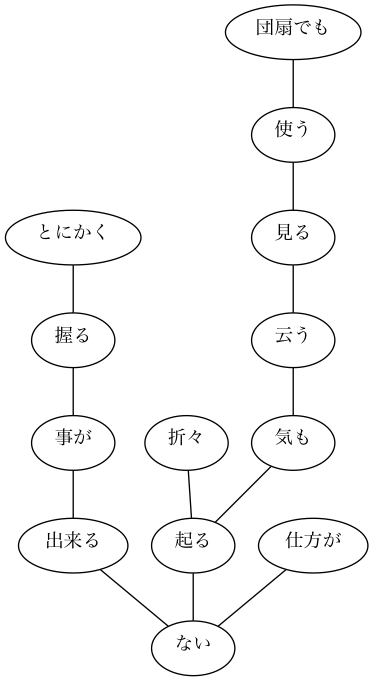 団扇でも
使う
とにかく
見る
握る
云う
事が
折々
気も
出来る
起る
仕方が
ない